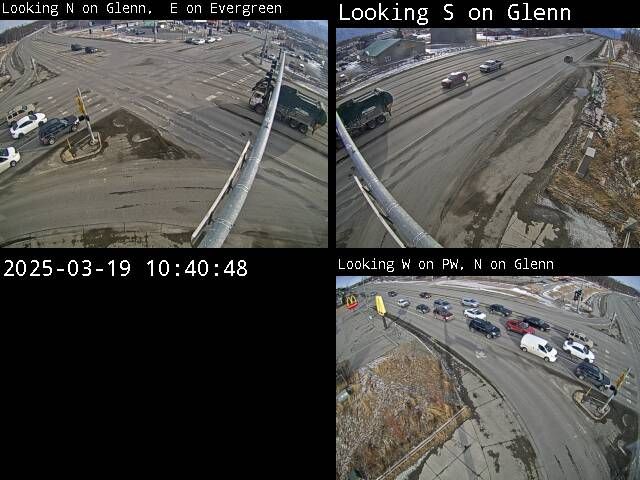 Looking N on Glenn,  E on Evergreen
Looking S on Glenn
2025-03-19 10:40:48
Looking W on PW, N on Glenn